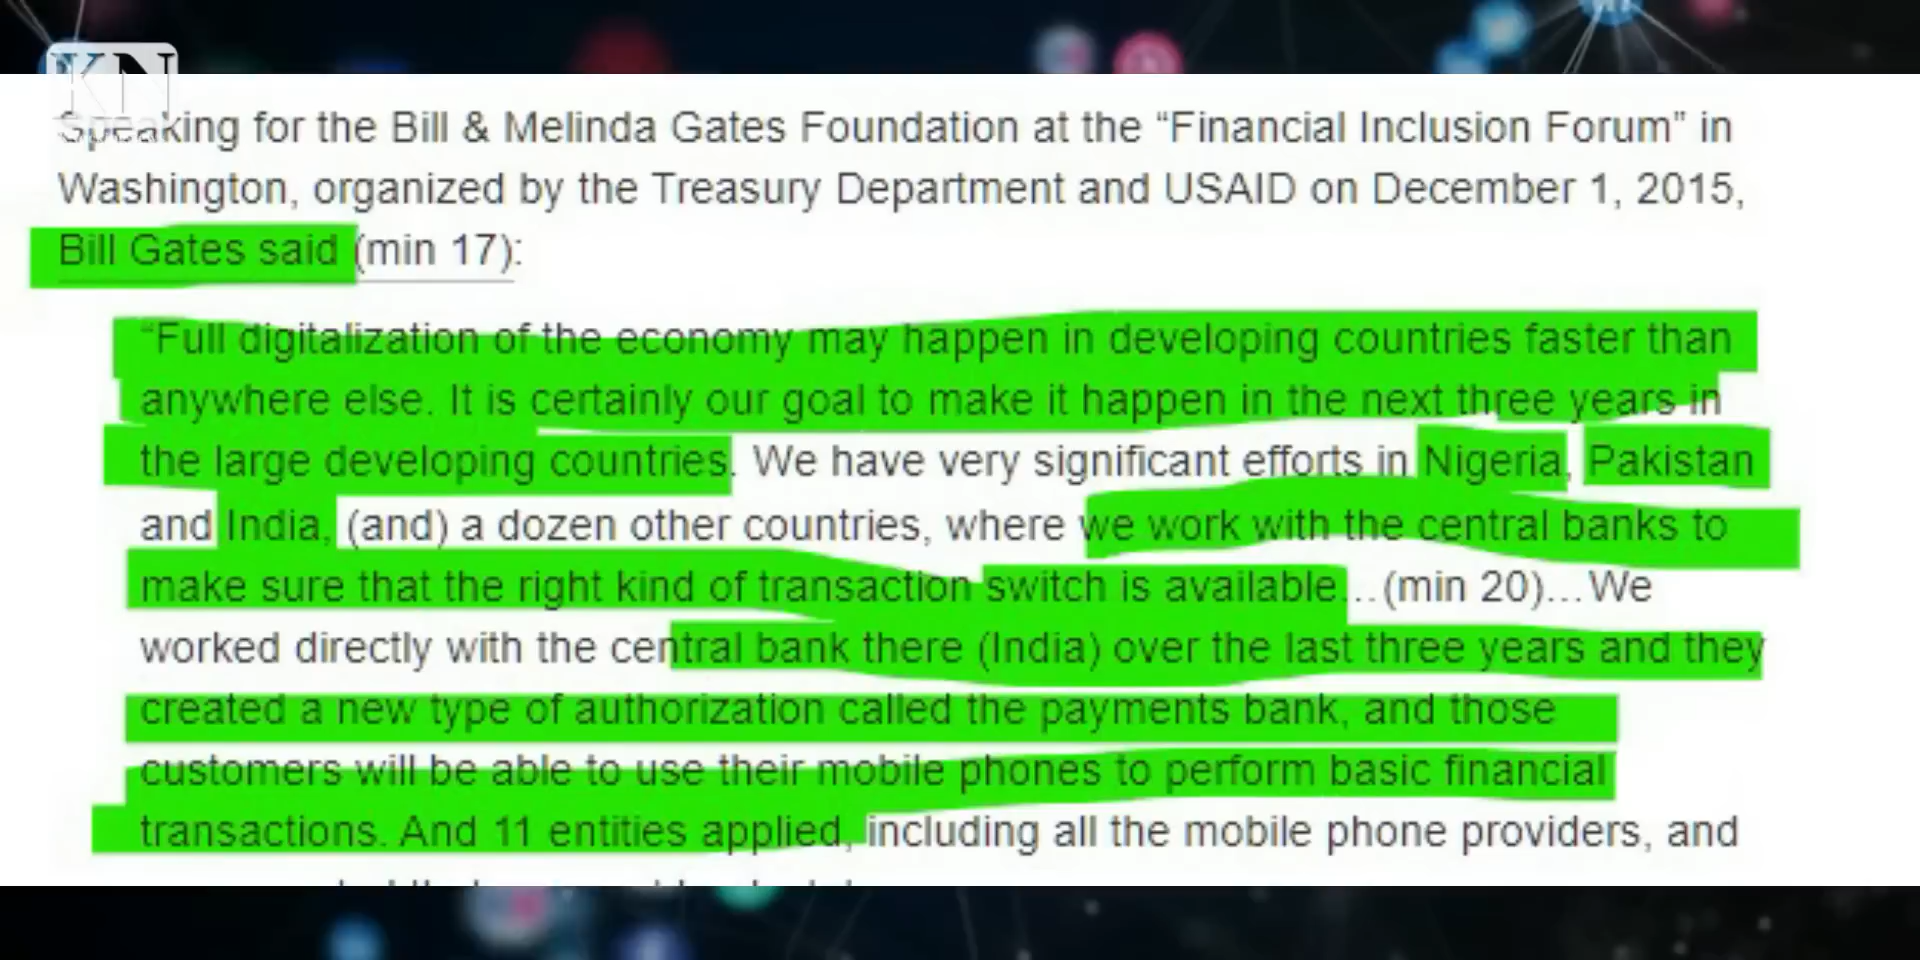 KN
Speaking for the Bill & Melinda Gates Foundation at the “Financial Inclusion Forum” in
Washington, organized by the Treasury Department and USAID on December 1, 2015,
Bill Gates said (min 17):
“Full digitalization of the economy may happen in developing countries faster than
anywhere else. It is certainly our goal to make it happen in the next three years in
the large developing countries. We have very significant efforts in Nigeria, Pakistan
and India, (and) a dozen other countries, where we work with the central banks to
make sure that the right kind of transaction switch is available…(min 20)…We
worked directly with the central bank there (India) over the last three years and they
created a new type of authorization called the payments bank, and those
customers will be able to use their mobile phones to perform basic financial
transactions. And 11 entities applied, including all the mobile phone providers, and